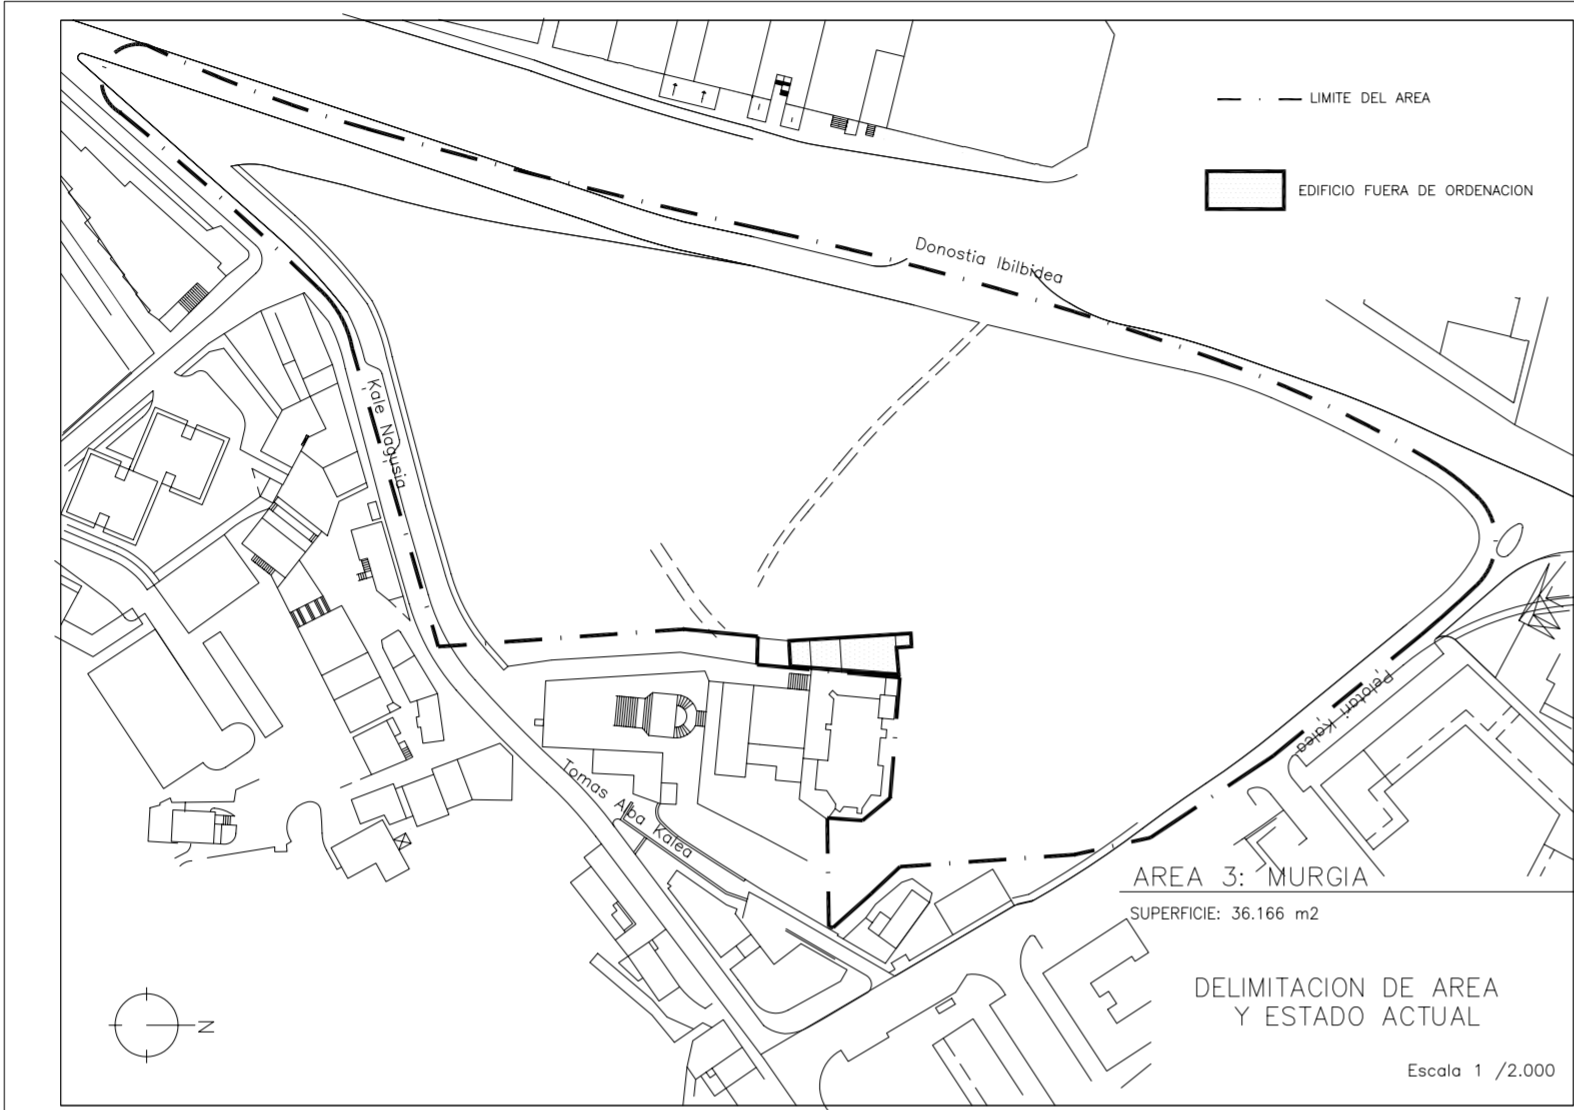 LIMITE DEL AREA
EDIFICIO FUERA DE ORDENACION
Donostia Ibilbidea
Kale Nagusia
Pelotari Kalea
Tomas Alba Kalea
AREA 3: MURGIA
SUPERFICIE: 36.166 m2
DELIMITACION DE AREA
Y ESTADO ACTUAL
N
Escala 1 /2.000